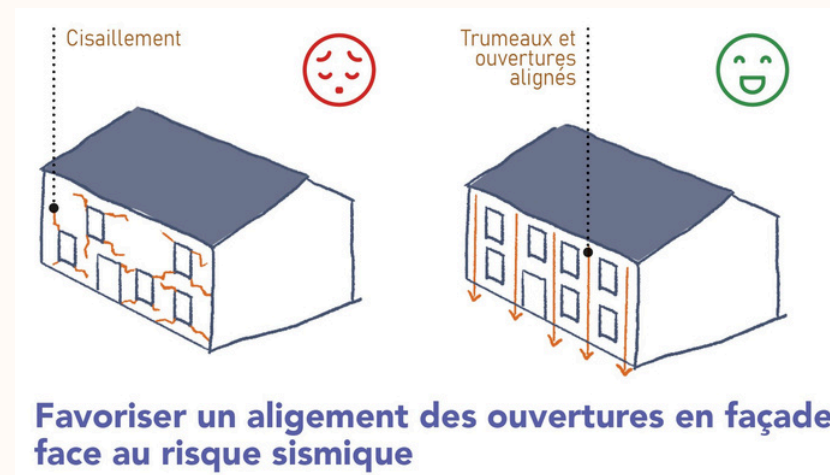 Cisaillement
Trumeaux et
ouvertures
alignés
Favoriser un aligement des ouvertures en façade
face au risque sismique